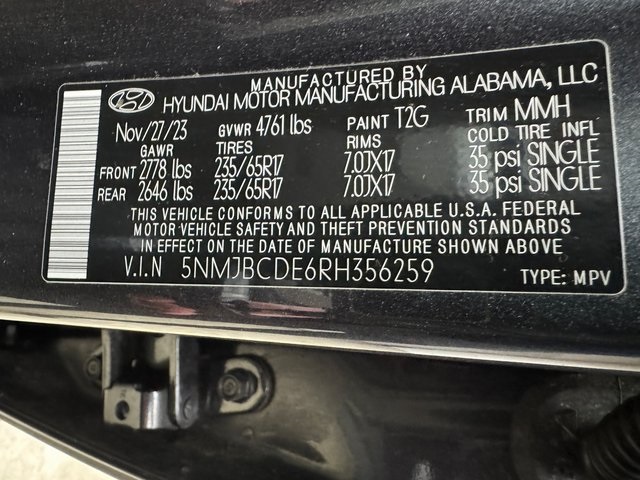 MANUFACTURED BY
HYUNDAI MOTOR MANUFACTURING ALABAMA, LLC
Nov/27/23 GVWR 4761 lbs PAINT T2G TRIM MMH
GAWR TIRES RIMS COLD TIRE INFL
FRONT 2778 lbs 235/65R17 7.0JX17 35 psi SINGLE
REAR 2646 lbs 235/65R17 7.0JX17 35 psi SINGLE
THIS VEHICLE CONFORMS TO ALL APPLICABLE U.S.A. FEDERAL
MOTOR VEHICLE SAFETY AND THEFT PREVENTION STANDARDS
IN EFFECT ON THE DATE OF MANUFACTURE SHOWN ABOVE
V.I.N 5NMJBCDE6RH356259 TYPE: MPV